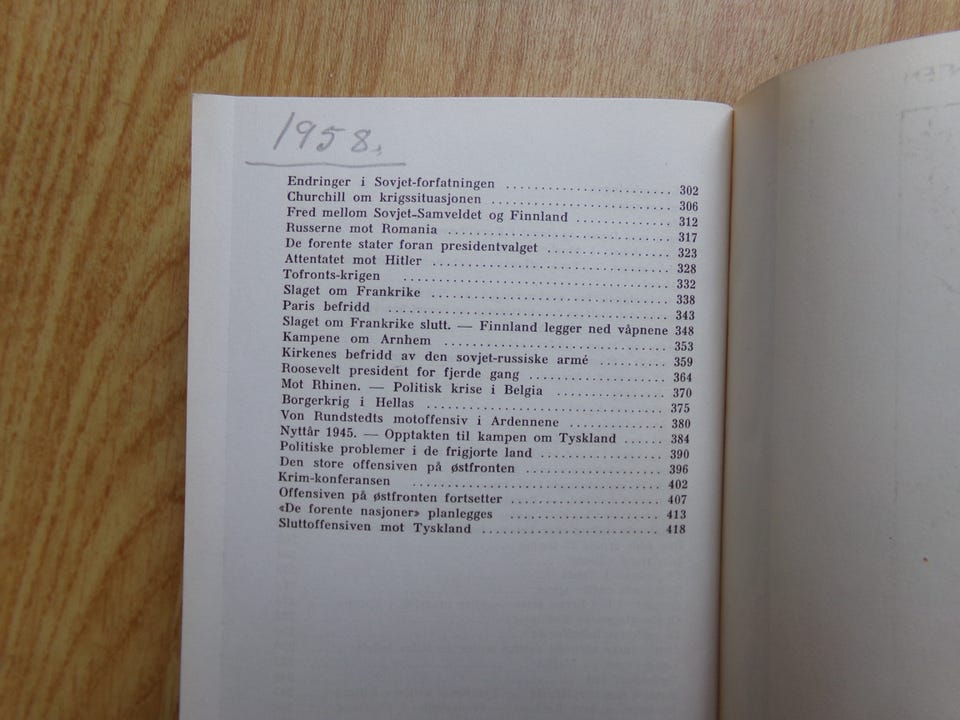 1958.
Endringer i Sovjet-forfatningen ........................ 302
Churchill om krigssituasjonen ........................... 306
Fred mellom Sovjet-Samveldet og Finnland ............ 312
Russerne mot Romania .................................. 317
De forente stater foran presidentvalget ................ 323
Attentatet mot Hitler .................................... 328
Tofronts-krigen ........................................ 332
Slaget om Frankrike .................................... 338
Paris befridd .......................................... 343
Slaget om Frankrike slutt. — Finnland legger ned våpnene 348
Kampene om Arnhem .................................. 353
Kirkenes befridd av den sovjet-russiske armé ......... 359
Roosevelt president for fjerde gang ..................... 364
Mot Rhinen. — Politisk krise i Belgia ................. 370
Borgerkrig i Hellas .................................... 375
Von Rundstedts motoffensiv i Ardennene .............. 380
Nyttår 1945. — Opptakten til kampen om Tyskland ...... 384
Politiske problemer i de frigjorte land .................. 390
Den store offensiven på østfronten ..................... 396
Krim-konferansen ...................................... 402
Offensiven på østfronten fortsetter ..................... 407
«De forente nasjoner» planlegges ....................... 413
Sluttoffensiven mot Tyskland ........................... 418